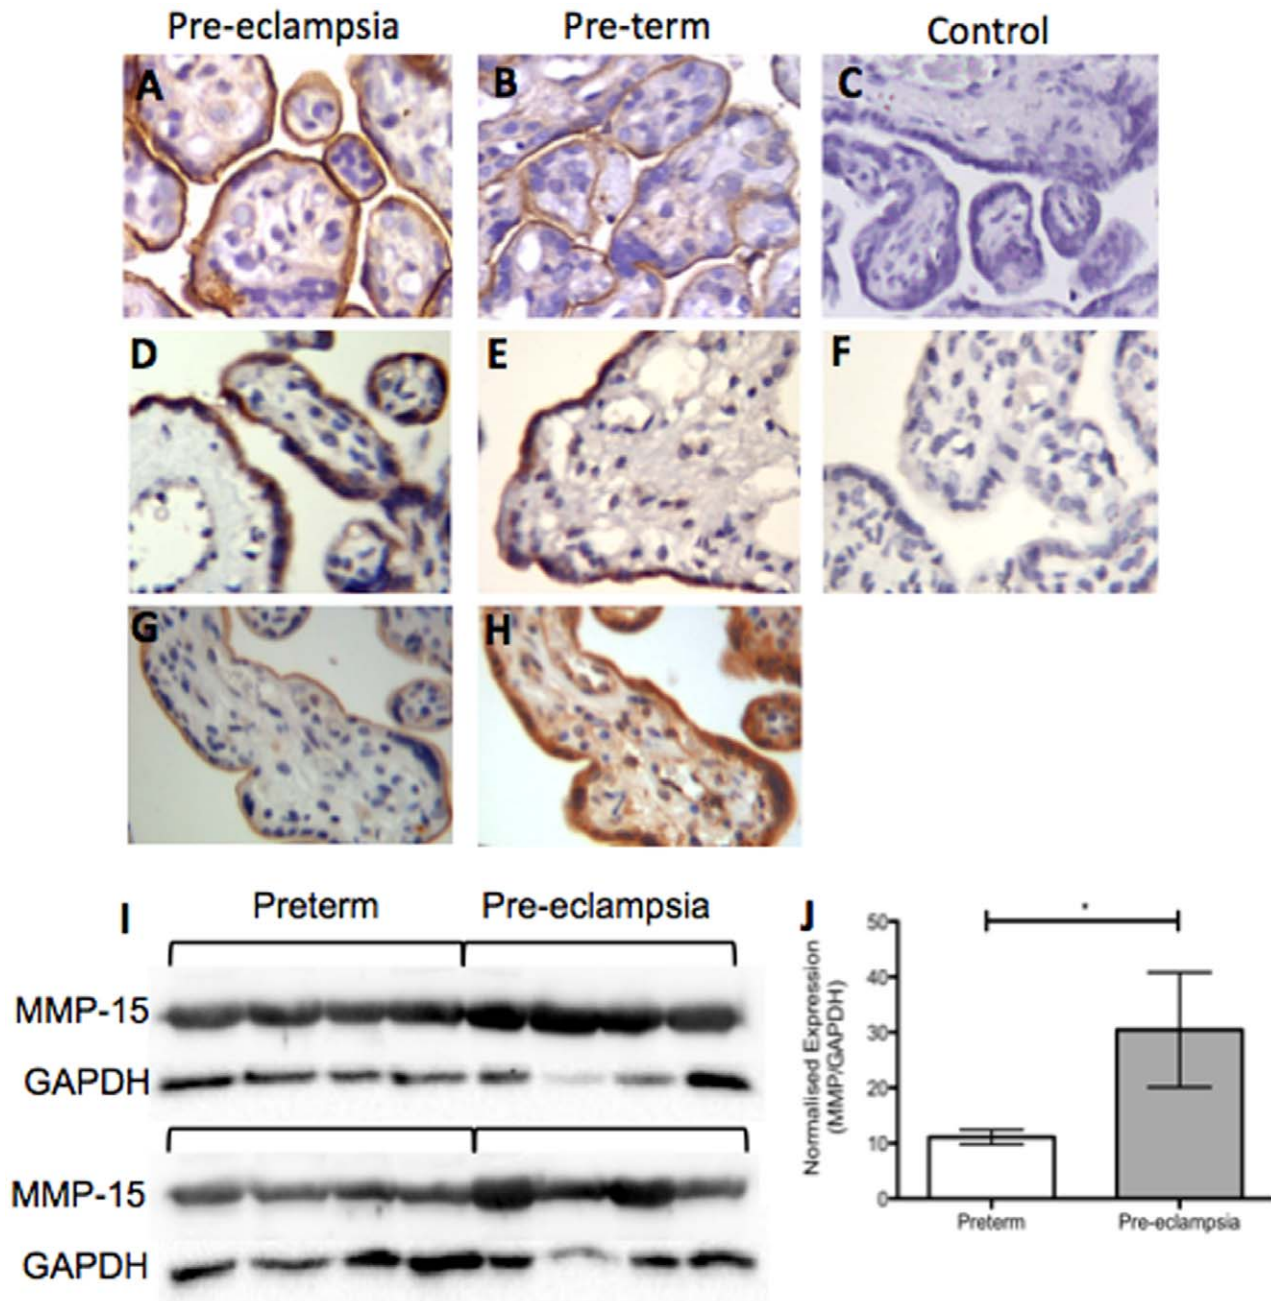 Pre-eclampsia Pre-term Control
A B C
D E F
G H
I Preterm Pre-eclampsia
MMP-15
GAPDH
MMP-15
GAPDH
J
Normalised Expression
(MMP/GAPDH)
*
50
40
30
20
10
0
Preterm Pre-eclampsia